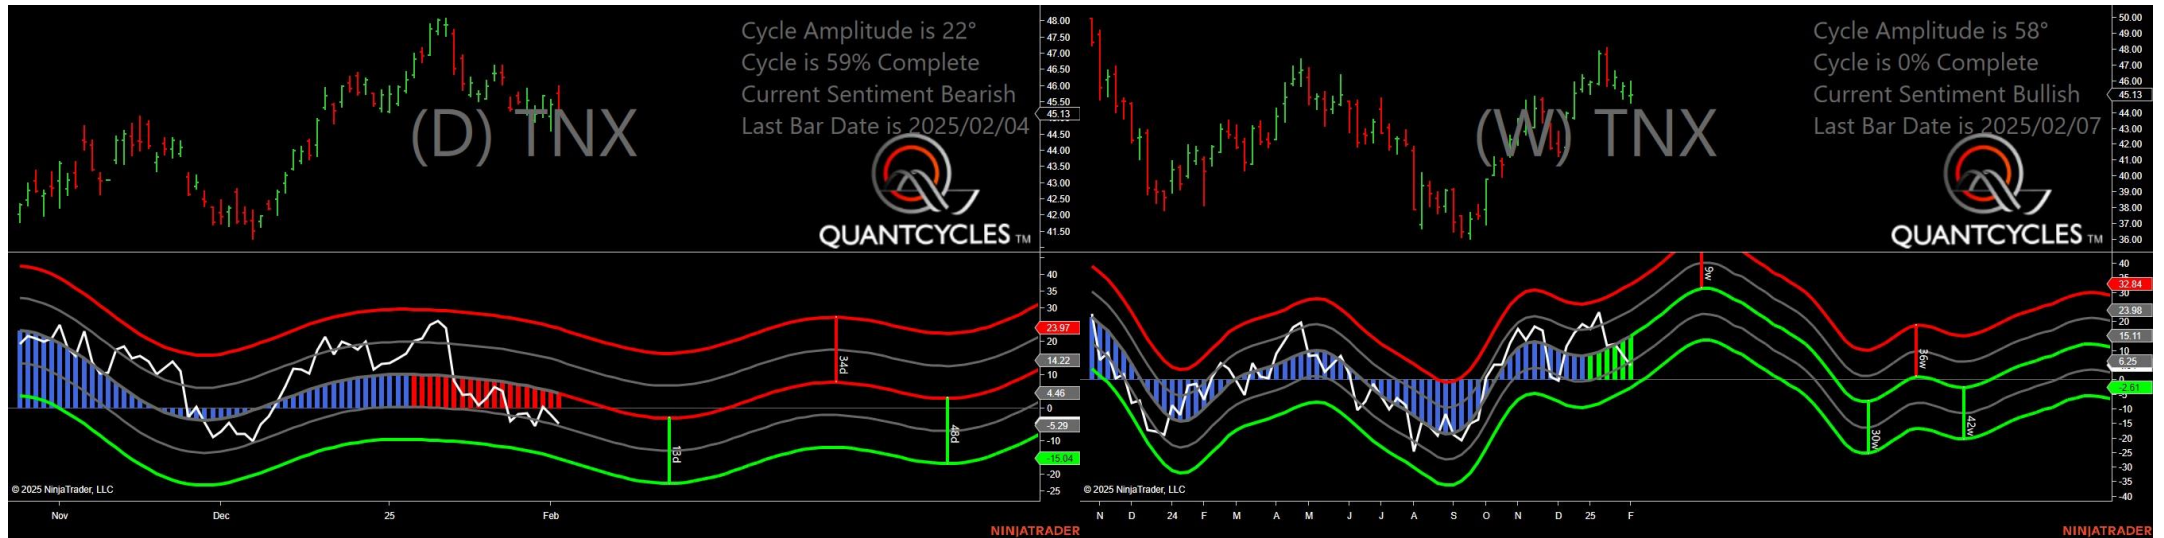 Cycle Amplitude is 22°
Cycle is 59% Complete
Current Sentiment Bearish
Last Bar Date is 2025/02/04
(D) TNX
QUANTCYCLES TM
48.00
47.50
47.00
46.50
46.00
45.50
45.13
44.50
44.00
43.50
43.00
42.50
42.00
41.50
40
35
30
23.97
20
14.22
10
4.46
0
-5.29
-10
-15.04
-20
-25
34d
13d
48d
© 2025 NinjaTrader, LLC
Nov Dec 25 Feb
NINJATRADER
Cycle Amplitude is 58°
Cycle is 0% Complete
Current Sentiment Bullish
Last Bar Date is 2025/02/07
(W) TNX
QUANTCYCLES TM
50.00
49.00
48.00
47.00
46.00
45.13
44.00
43.00
42.00
41.00
40.00
39.00
38.00
37.00
36.00
40
32.84
30
23.98
20
15.11
10
6.25
-2.61
-10
-15
-20
-25
-30
-35
-40
9w
36w
30w
42w
© 2025 NinjaTrader, LLC
N D 24 F M A M J J A S O N D 25 F
NINJATRADER